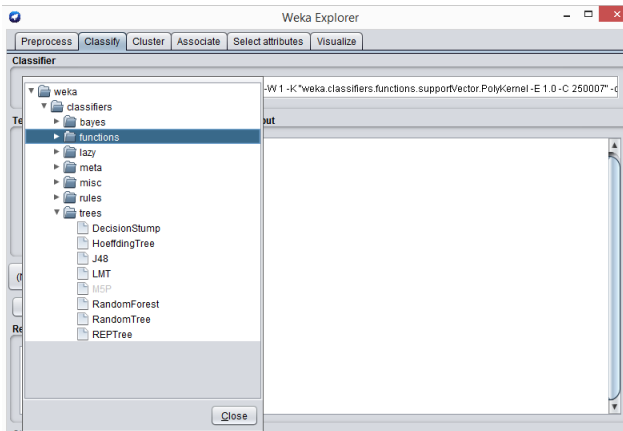 Weka Explorer
Preprocess Classify Cluster Associate Select attributes Visualize
Classifier
-W 1 -K "weka.classifiers.functions.supportVector.PolyKernel -E 1.0 -C 250007" -c
weka
classifiers
Te
bayes
put
functions
lazy
meta
misc
rules
trees
DecisionStump
HoeffdingTree
J48
LMT
(N
M5P
RandomForest
RandomTree
Re
REPTree
Close